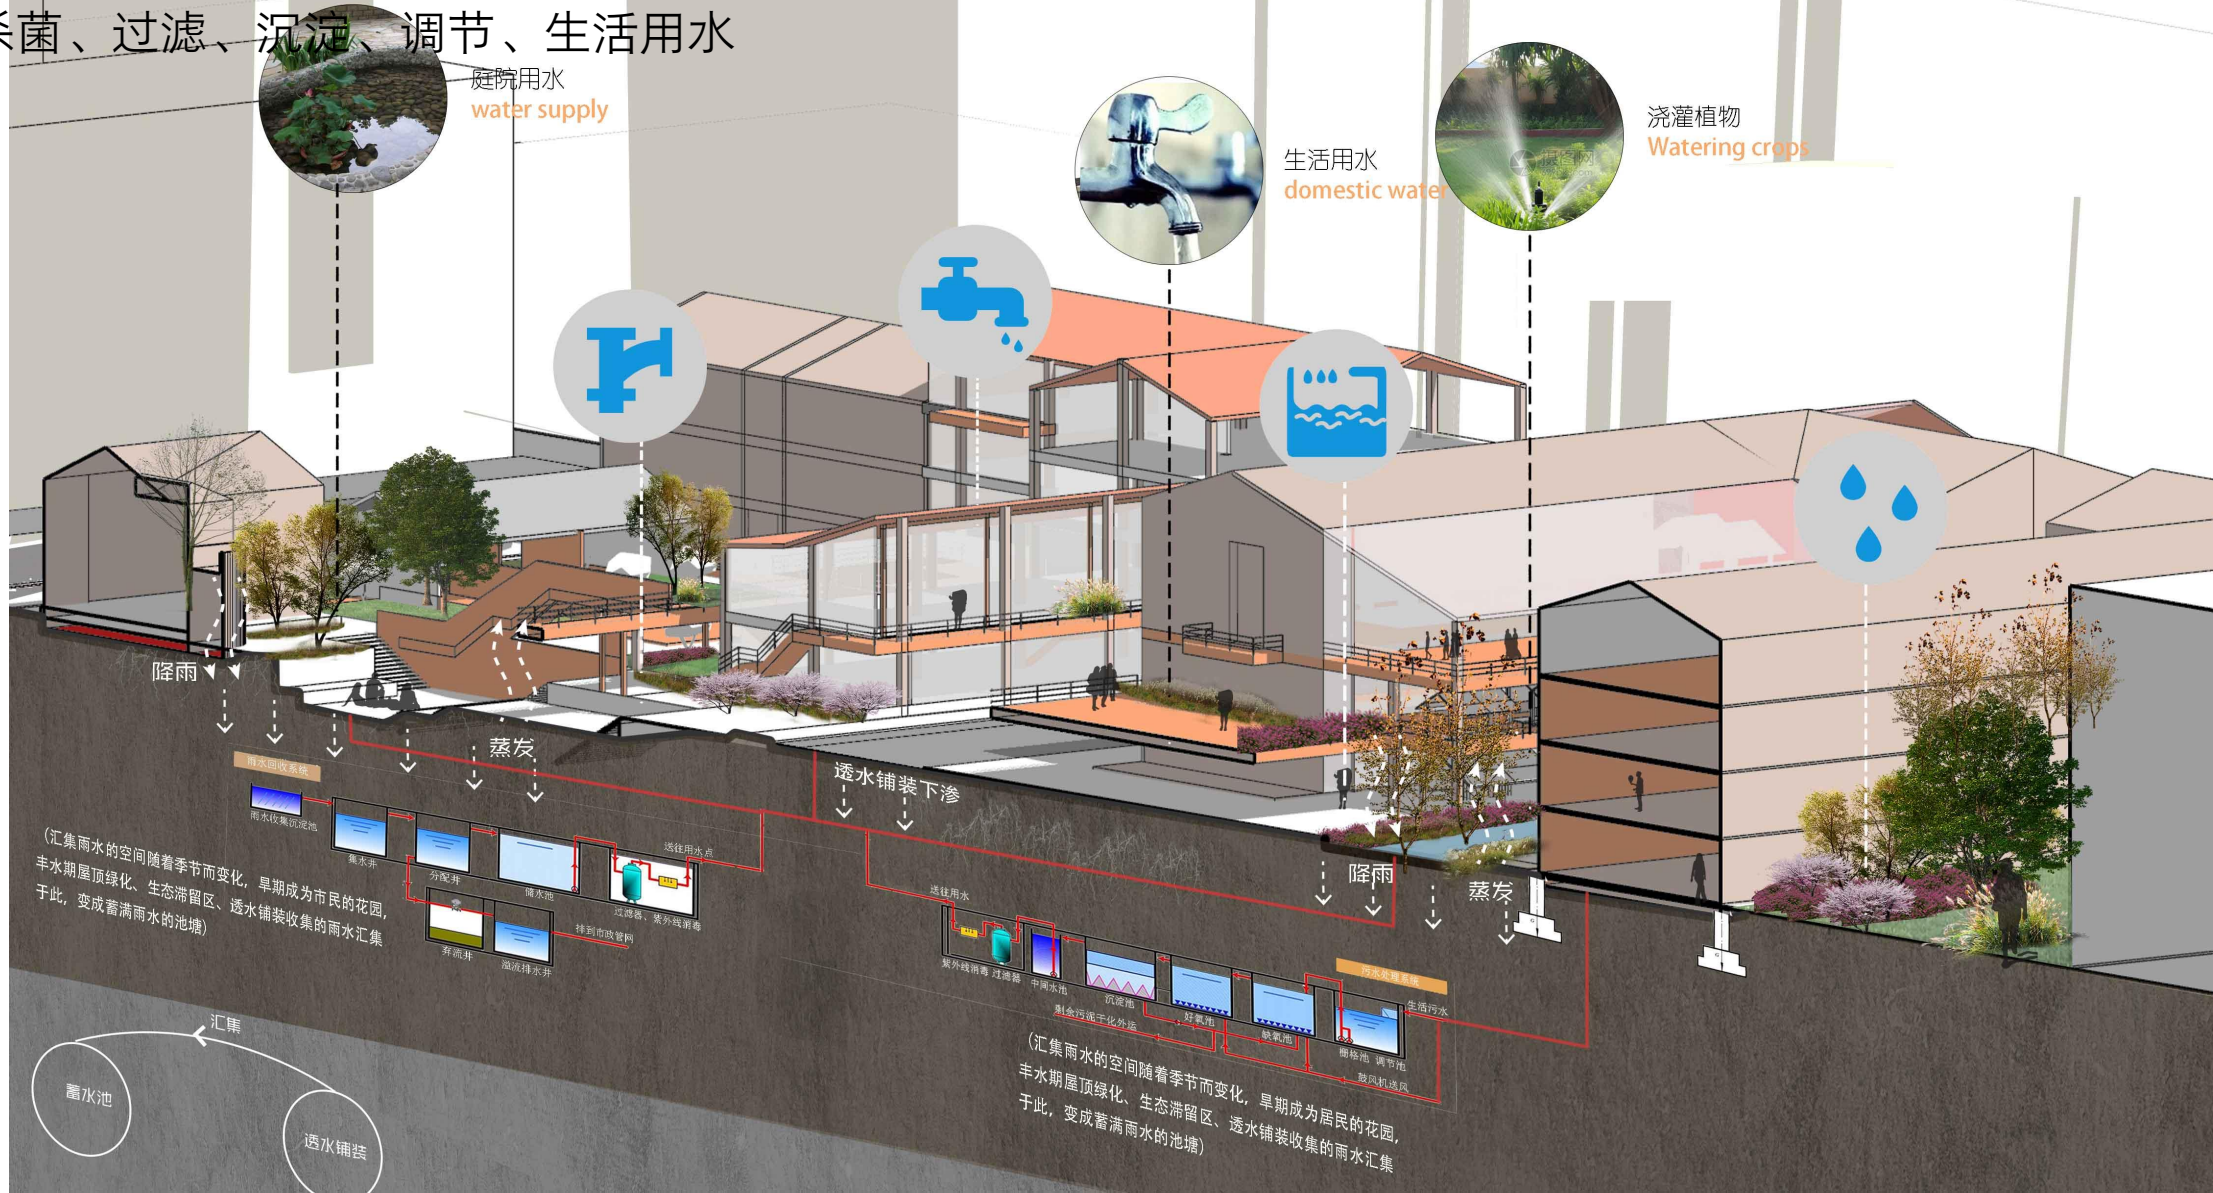 菌、过滤、沉淀、调节、生活用水
庭院用水
water supply
生活用水
domestic water
浇灌植物
Watering crops
摄图网
降雨
蒸发
透水铺装下渗
降雨
蒸发
雨水回收系统
雨水收集沉淀池
集水井
分配井
储水池
送往用水点
过滤器、紫外线消毒
弃流井
溢流排水井
排到市政管网
(汇集雨水的空间随着季节而变化，旱期成为市民的花园，
丰水期屋顶绿化、生态滞留区、透水铺装收集的雨水汇集
于此，变成蓄满雨水的池塘)
送往用水
紫外线消毒 过滤器
中间水池
沉淀池
好氧池
缺氧池
栅格池 调节池
污水处理系统
生活污水
剩余污泥干化外运
鼓风机送风
(汇集雨水的空间随着季节而变化，旱期成为居民的花园，
丰水期屋顶绿化、生态滞留区、透水铺装收集的雨水汇集
于此，变成蓄满雨水的池塘)
汇集
蓄水池
透水铺装